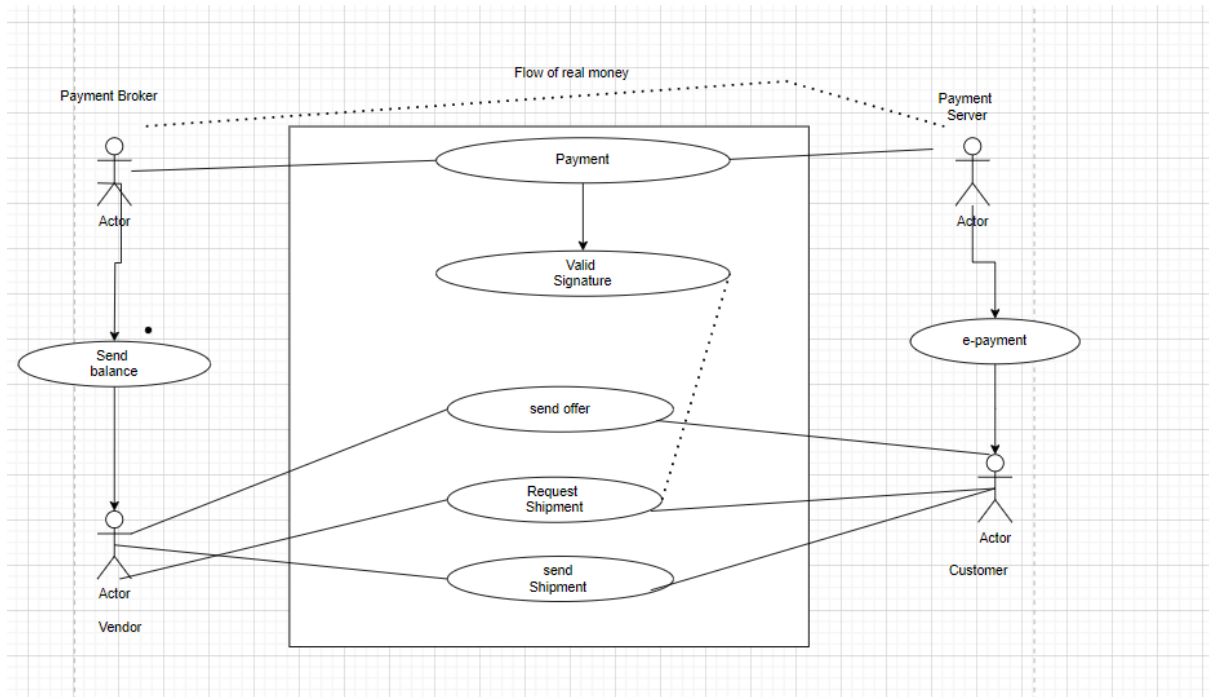 Flow of real money
Payment Broker
Payment
Server
Payment
Actor
Actor
Valid
Signature
e-payment
Send
balance
send offer
Request
Shipment
Actor
Customer
send
Shipment
Actor
Vendor